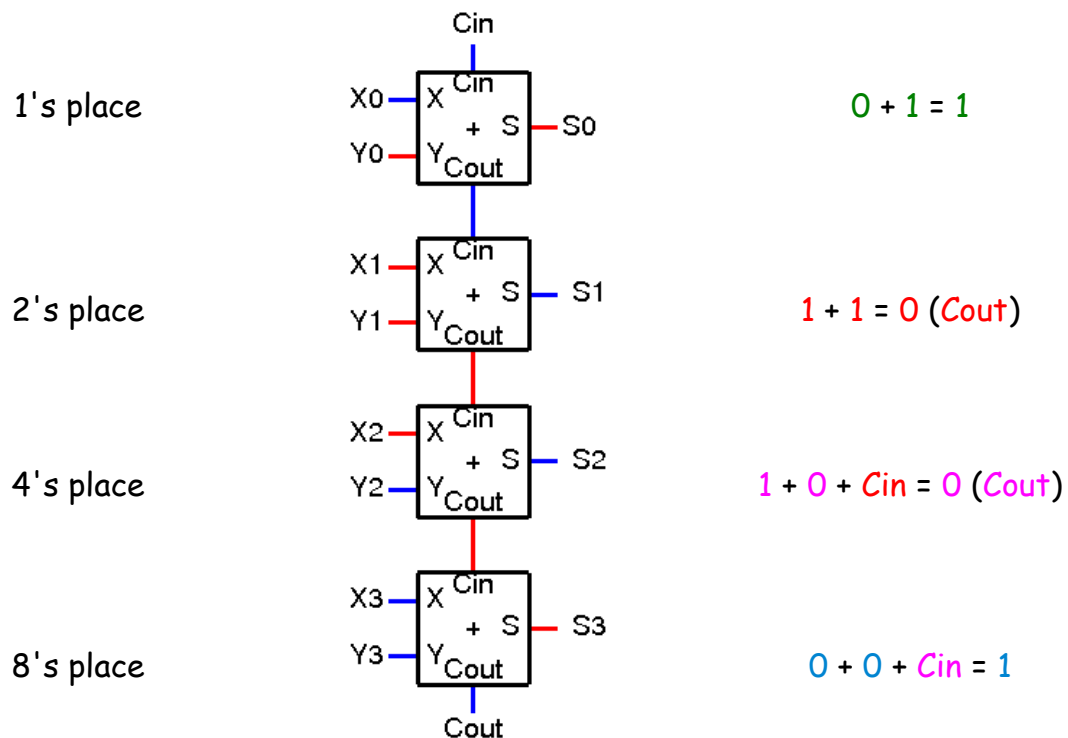 Cin
1's place
X0 X Cin
+ S S0
0 + 1 = 1
Y0 Y Cout
2's place
X1 X Cin
+ S S1
1 + 1 = 0 (Cout)
Y1 Y Cout
4's place
X2 X Cin
+ S S2
1 + 0 + Cin = 0 (Cout)
Y2 Y Cout
8's place
X3 X Cin
+ S S3
0 + 0 + Cin = 1
Y3 Y Cout
Cout